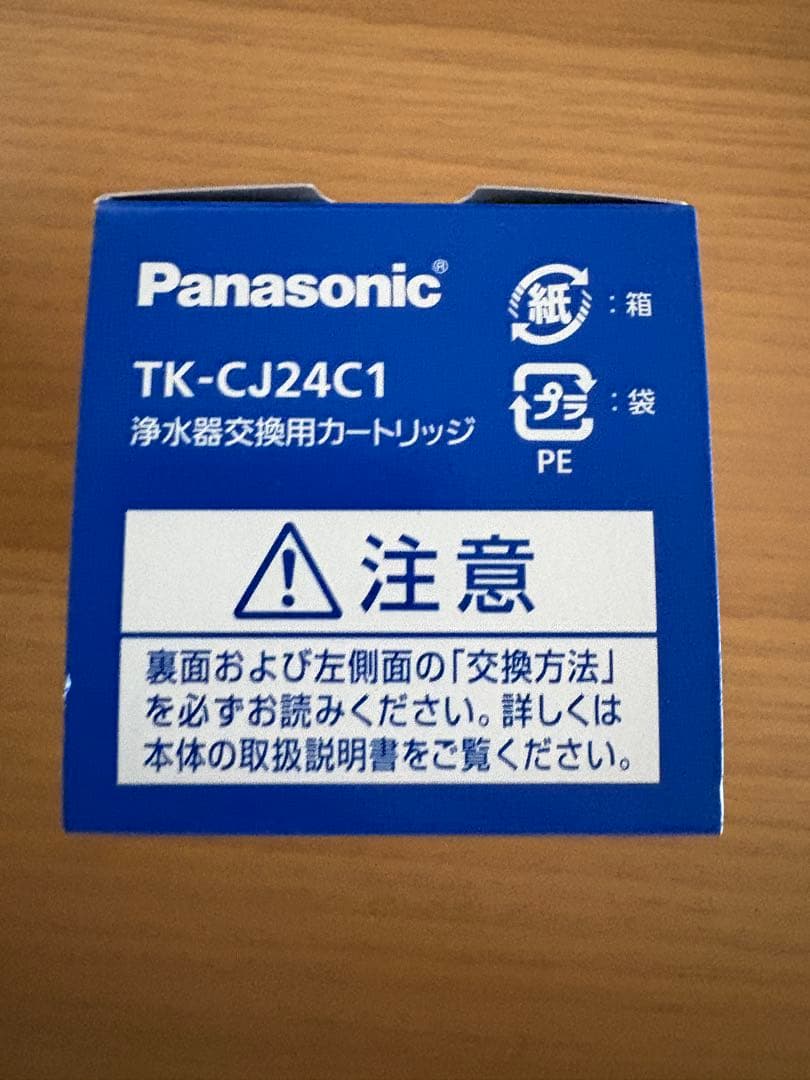 Panasonic®
紙：箱
TK-CJ24C1
浄水器交換用カートリッジ
プラ：袋
PE
注意
裏面および左側面の「交換方法」
を必ずお読みください。詳しくは
本体の取扱説明書をご覧ください。